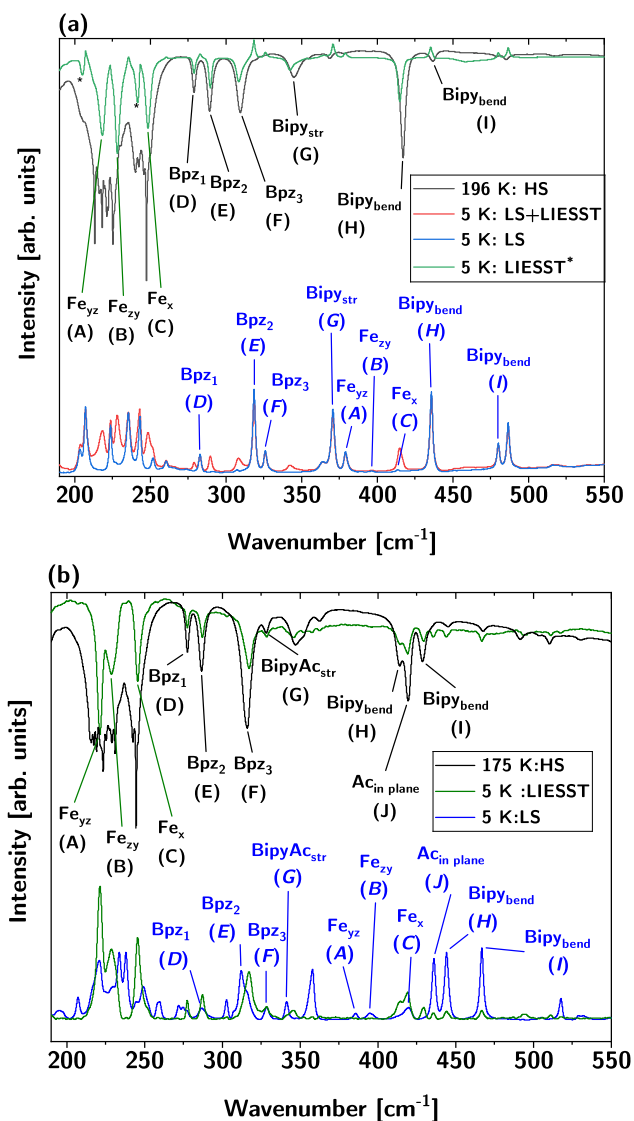 (a)
Intensity [arb. units]
*
*
Bipy_bend
(I)
Bipy_str
(G)
Bpz_1
(D)
Bpz_2
(E)
Bpz_3
(F)
Bipy_bend
(H)
196 K: HS
5 K: LS+LIESST
5 K: LS
5 K: LIESST*
Fe_yz
(A)
Fe_zy
(B)
Fe_x
(C)
Bpz_1
(D)
Bpz_2
(E)
Bpz_3
(F)
Bipy_str
(G)
Fe_yz
(A)
Fe_zy
(B)
Fe_x
(C)
Bipy_bend
(H)
Bipy_bend
(I)
200 250 300 350 400 450 500 550
Wavenumber [cm⁻¹]
(b)
Intensity [arb. units]
Bpz_1
(D)
Bpz_2
(E)
Bpz_3
(F)
BipyAc_str
(G)
Bipy_bend
(H)
Bipy_bend
(I)
Ac_in plane
(J)
175 K:HS
5 K :LIESST
5 K:LS
Fe_yz
(A)
Fe_zy
(B)
Fe_x
(C)
Bpz_1
(D)
Bpz_2
(E)
Bpz_3
(F)
BipyAc_str
(G)
Fe_yz
(A)
Fe_zy
(B)
Fe_x
(C)
Ac_in plane
(J)
Bipy_bend
(H)
Bipy_bend
(I)
200 250 300 350 400 450 500 550
Wavenumber [cm⁻¹]